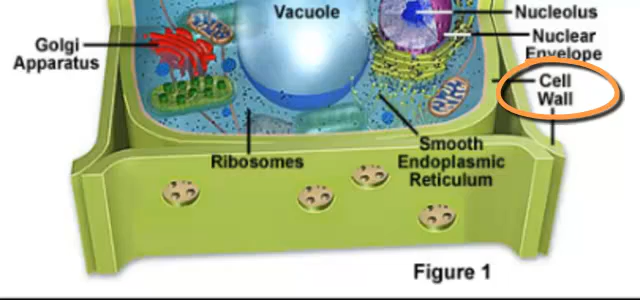 Vacuole
Nucleolus
Nuclear
Envelope
Golgi
Apparatus
Cell
Wall
Ribosomes
Smooth
Endoplasmic
Reticulum
Figure 1